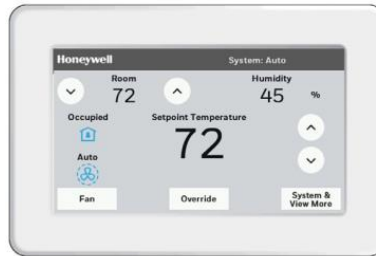 Honeywell System: Auto
Room Humidity
72 45 %
Occupied Setpoint Temperature
72
Auto
Fan Override System &
View More